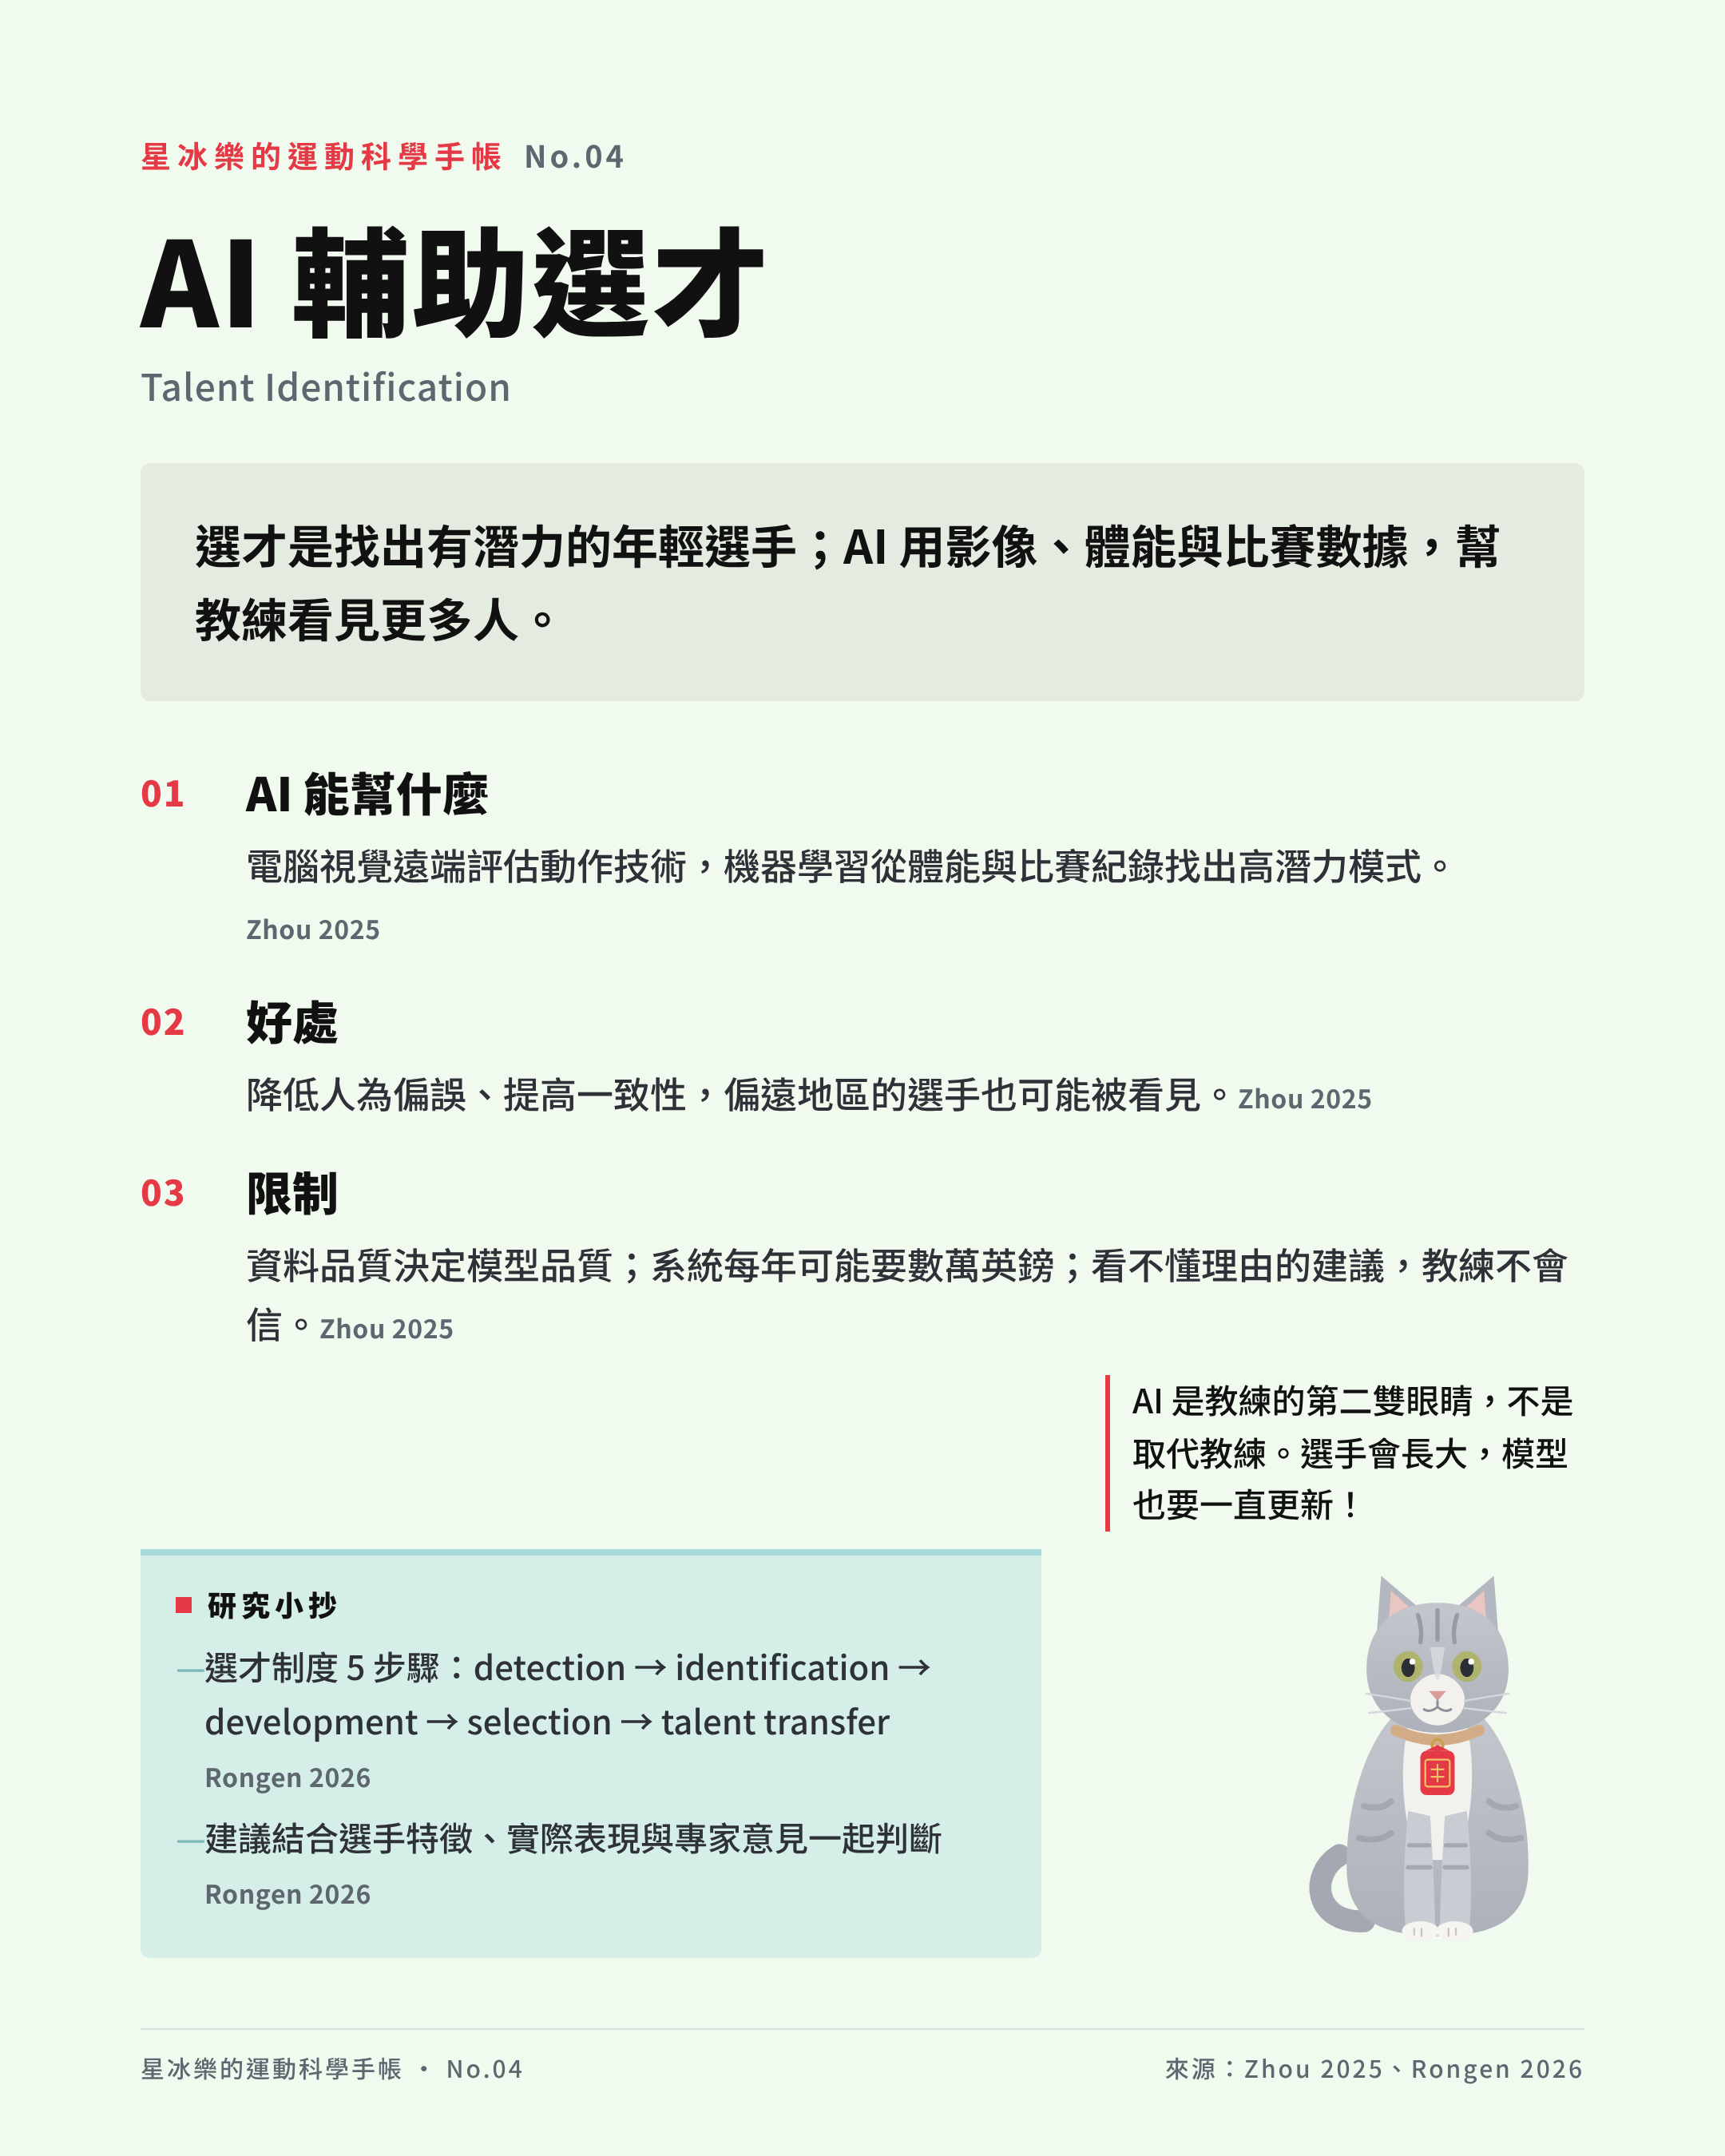 星冰樂的運動科學手帳 No.04
AI 輔助選才
Talent Identification
選才是找出有潛力的年輕選手；AI 用影像、體能與比賽數據，幫
教練看見更多人。
01 AI 能幫什麼
電腦視覺遠端評估動作技術，機器學習從體能與比賽紀錄找出高潛力模式。
Zhou 2025
02 好處
降低人為偏誤、提高一致性，偏遠地區的選手也可能被看見。Zhou 2025
03 限制
資料品質決定模型品質；系統每年可能要數萬英鎊；看不懂理由的建議，教練不會
信。Zhou 2025
AI 是教練的第二雙眼睛，不是
取代教練。選手會長大，模型
也要一直更新！
研究小抄
—選才制度 5 步驟：detection → identification →
development → selection → talent transfer
Rongen 2026
—建議結合選手特徵、實際表現與專家意見一起判斷
Rongen 2026
星冰樂的運動科學手帳 · No.04
來源：Zhou 2025、Rongen 2026